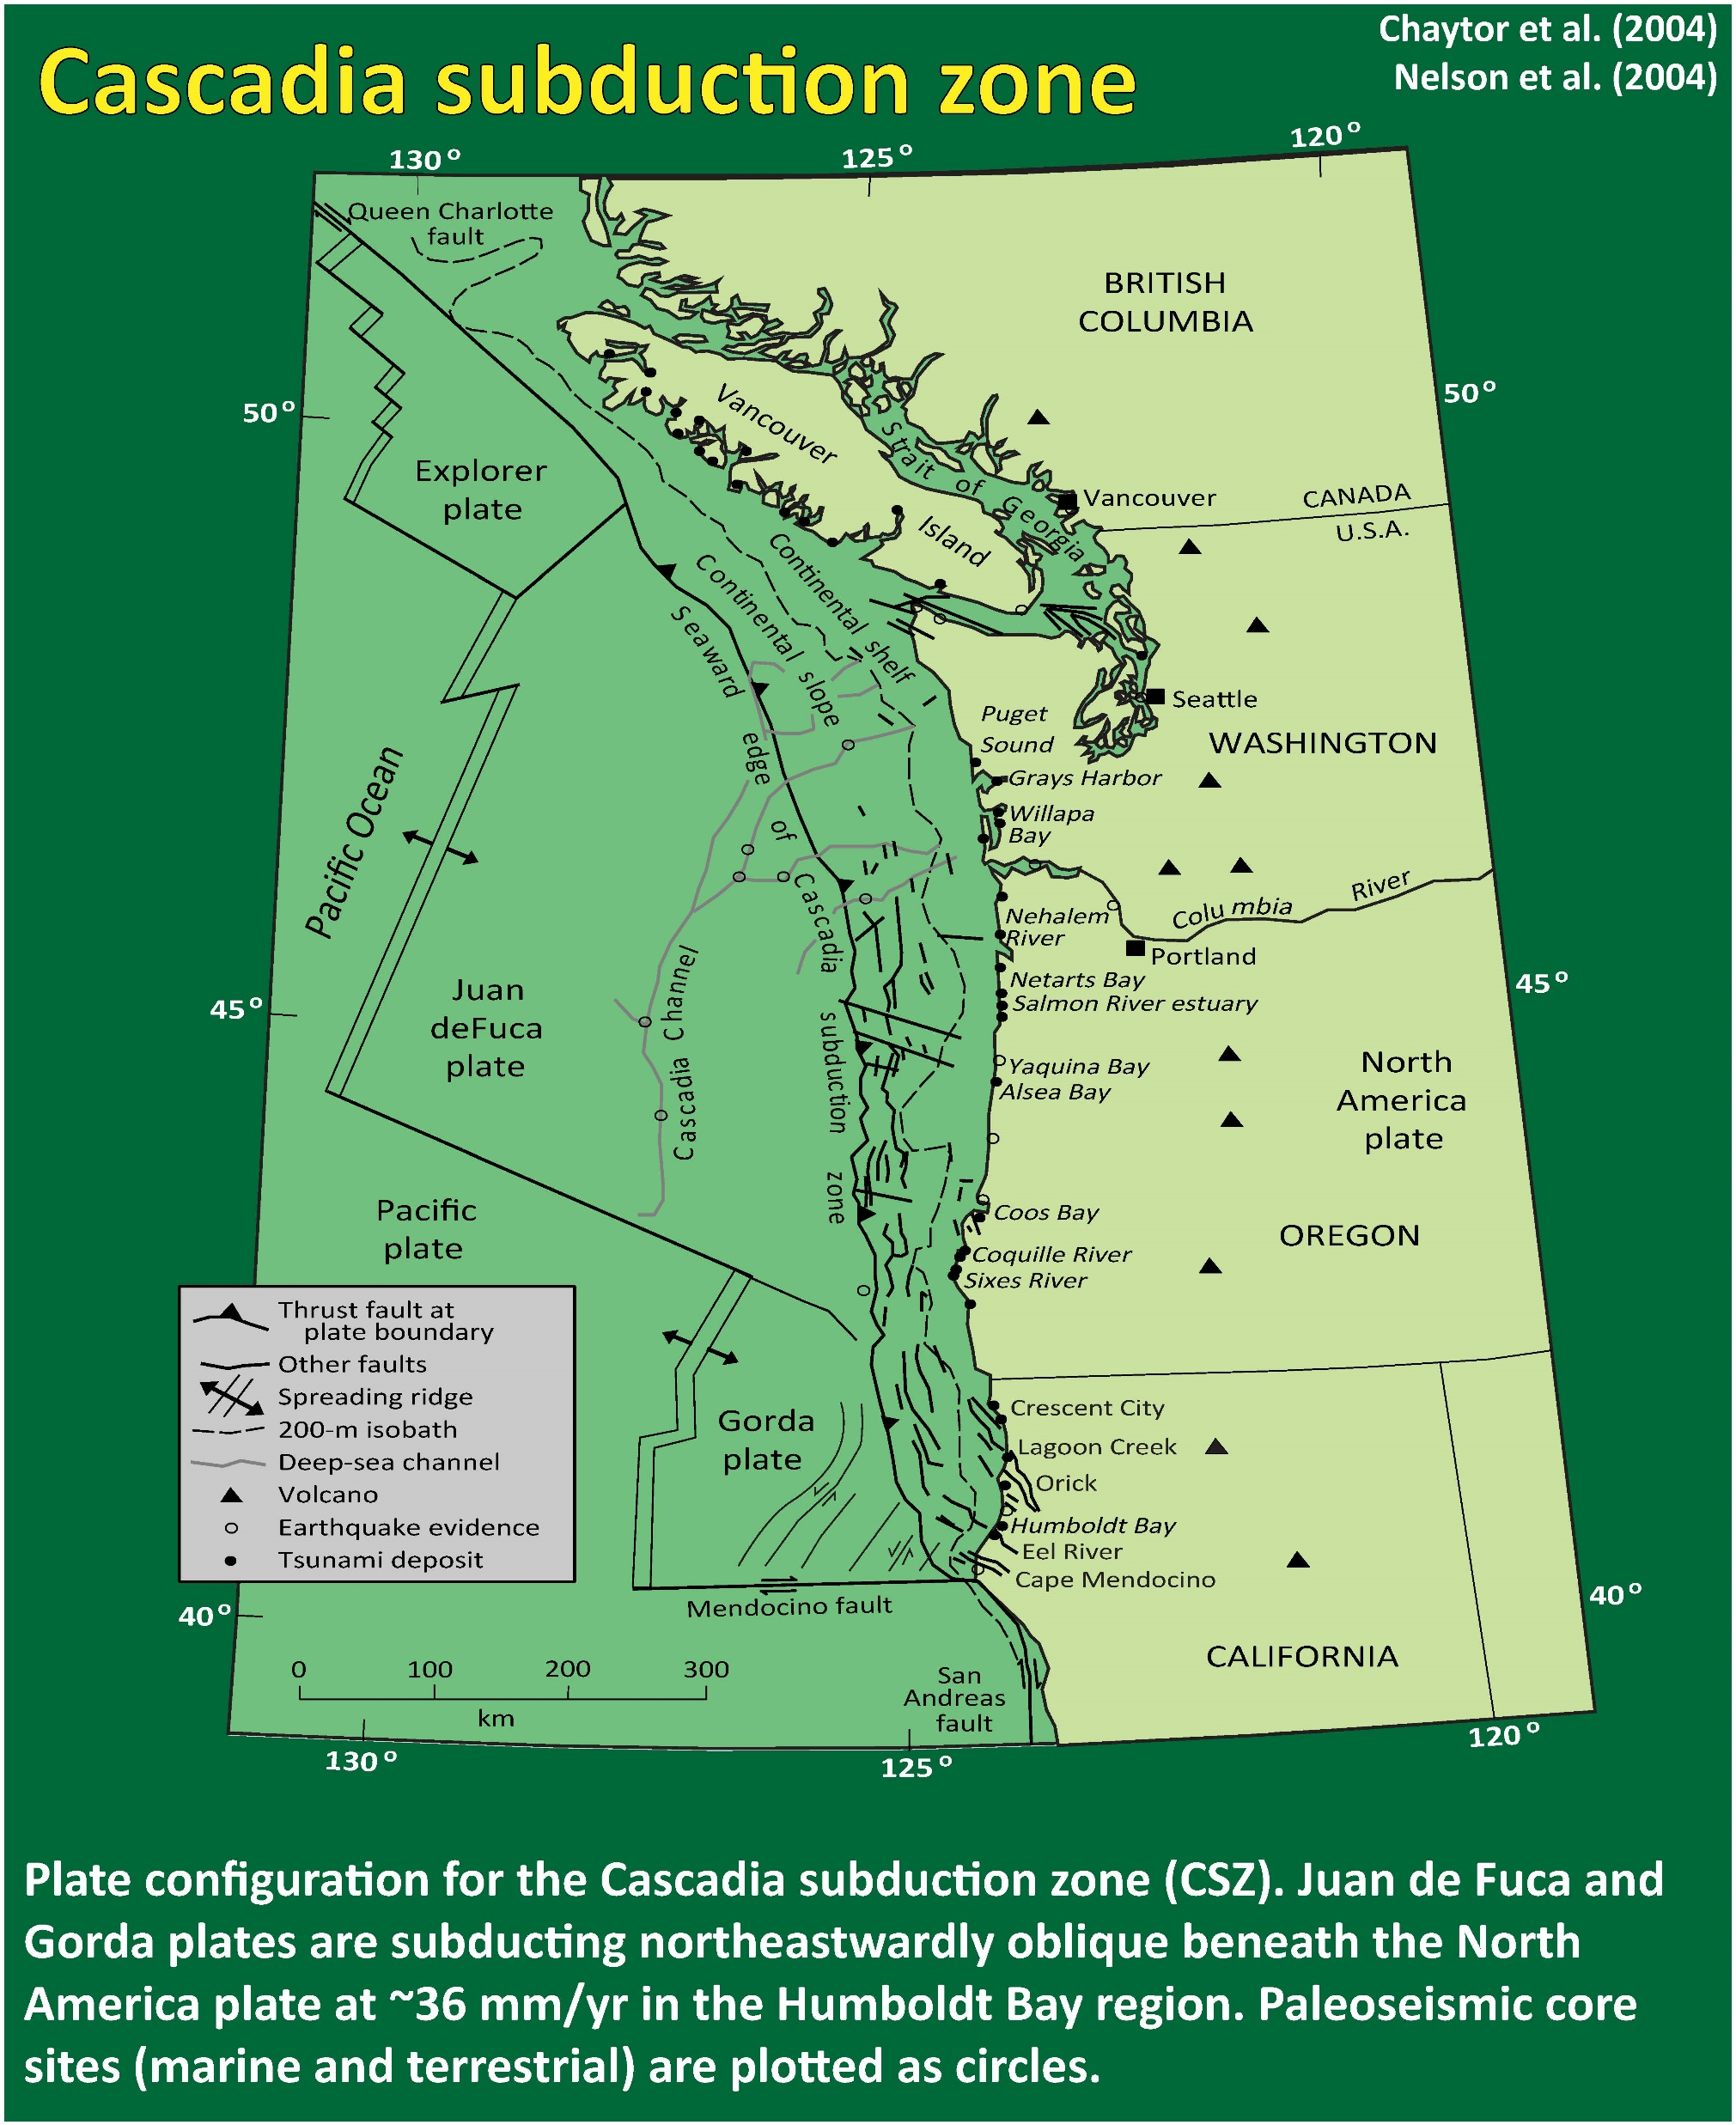 Chaytor et al. (2004)
Nelson et al. (2004)
Cascadia subduction zone
130°
125°
120°
Queen Charlotte
fault
BRITISH
COLUMBIA
50°
50°
Vancouver
Island
Strait of Georgia
Explorer
plate
Vancouver
CANADA
U.S.A.
Continental shelf
Continental slope
Seaward edge of Cascadia subduction zone
Seattle
Puget
Sound
WASHINGTON
Grays Harbor
Willapa
Bay
Pacific Ocean
Colu mbia River
Nehalem
River
Portland
Netarts Bay
Salmon River estuary
45°
45°
Juan
deFuca
plate
Cascadia Channel
Yaquina Bay
Alsea Bay
North
America
plate
Pacific
plate
Coos Bay
OREGON
Coquille River
Sixes River
Thrust fault at
plate boundary
Other faults
Spreading ridge
200-m isobath
Deep-sea channel
Volcano
Earthquake evidence
Tsunami deposit
Gorda
plate
Crescent City
Lagoon Creek
Orick
Humboldt Bay
Eel River
Cape Mendocino
Mendocino fault
40°
40°
CALIFORNIA
0 100 200 300
km
San
Andreas
fault
130°
125°
120°
Plate configuration for the Cascadia subduction zone (CSZ). Juan de Fuca and
Gorda plates are subducting northeastwardly oblique beneath the North
America plate at ~36 mm/yr in the Humboldt Bay region. Paleoseismic core
sites (marine and terrestrial) are plotted as circles.